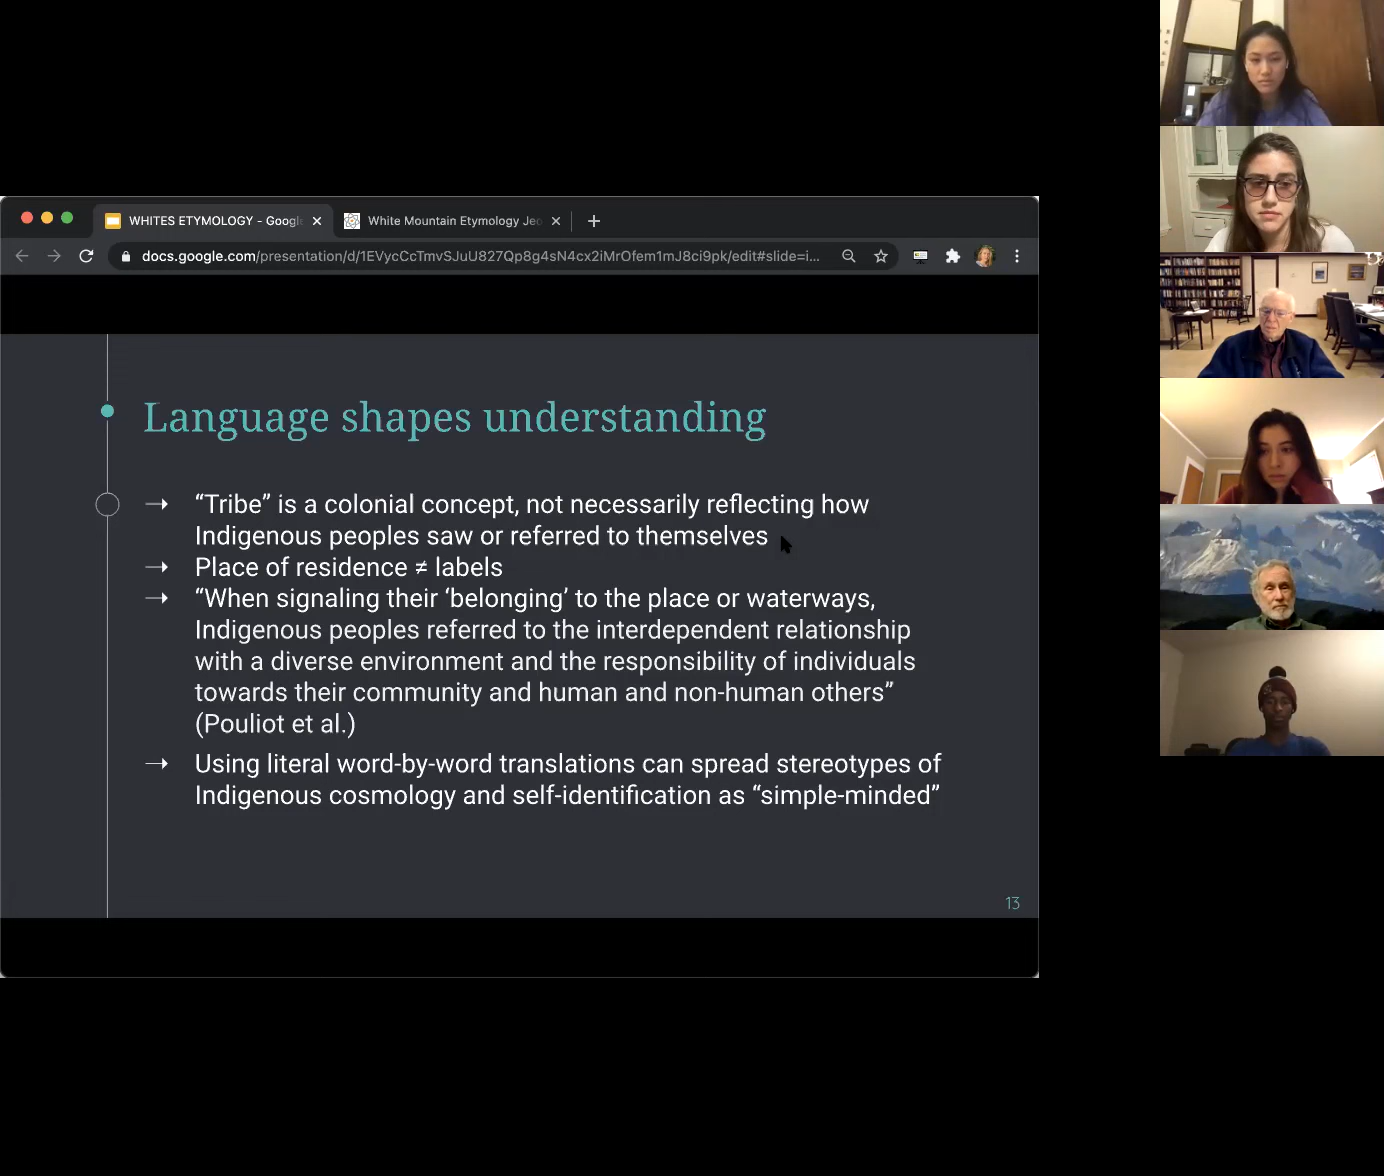 WHITES ETYMOLOGY - Googl
White Mountain Etymology Jeo
docs.google.com/presentation/d/1EVycCcTmvSJuU827Qp8g4sN4cx2iMrOfem1mJ8ci9pk/edit#slide=i...
Language shapes understanding
→ “Tribe” is a colonial concept, not necessarily reflecting how
Indigenous peoples saw or referred to themselves
→ Place of residence ≠ labels
→ “When signaling their ‘belonging’ to the place or waterways,
Indigenous peoples referred to the interdependent relationship
with a diverse environment and the responsibility of individuals
towards their community and human and non-human others”
(Pouliot et al.)
→ Using literal word-by-word translations can spread stereotypes of
Indigenous cosmology and self-identification as “simple-minded”
13